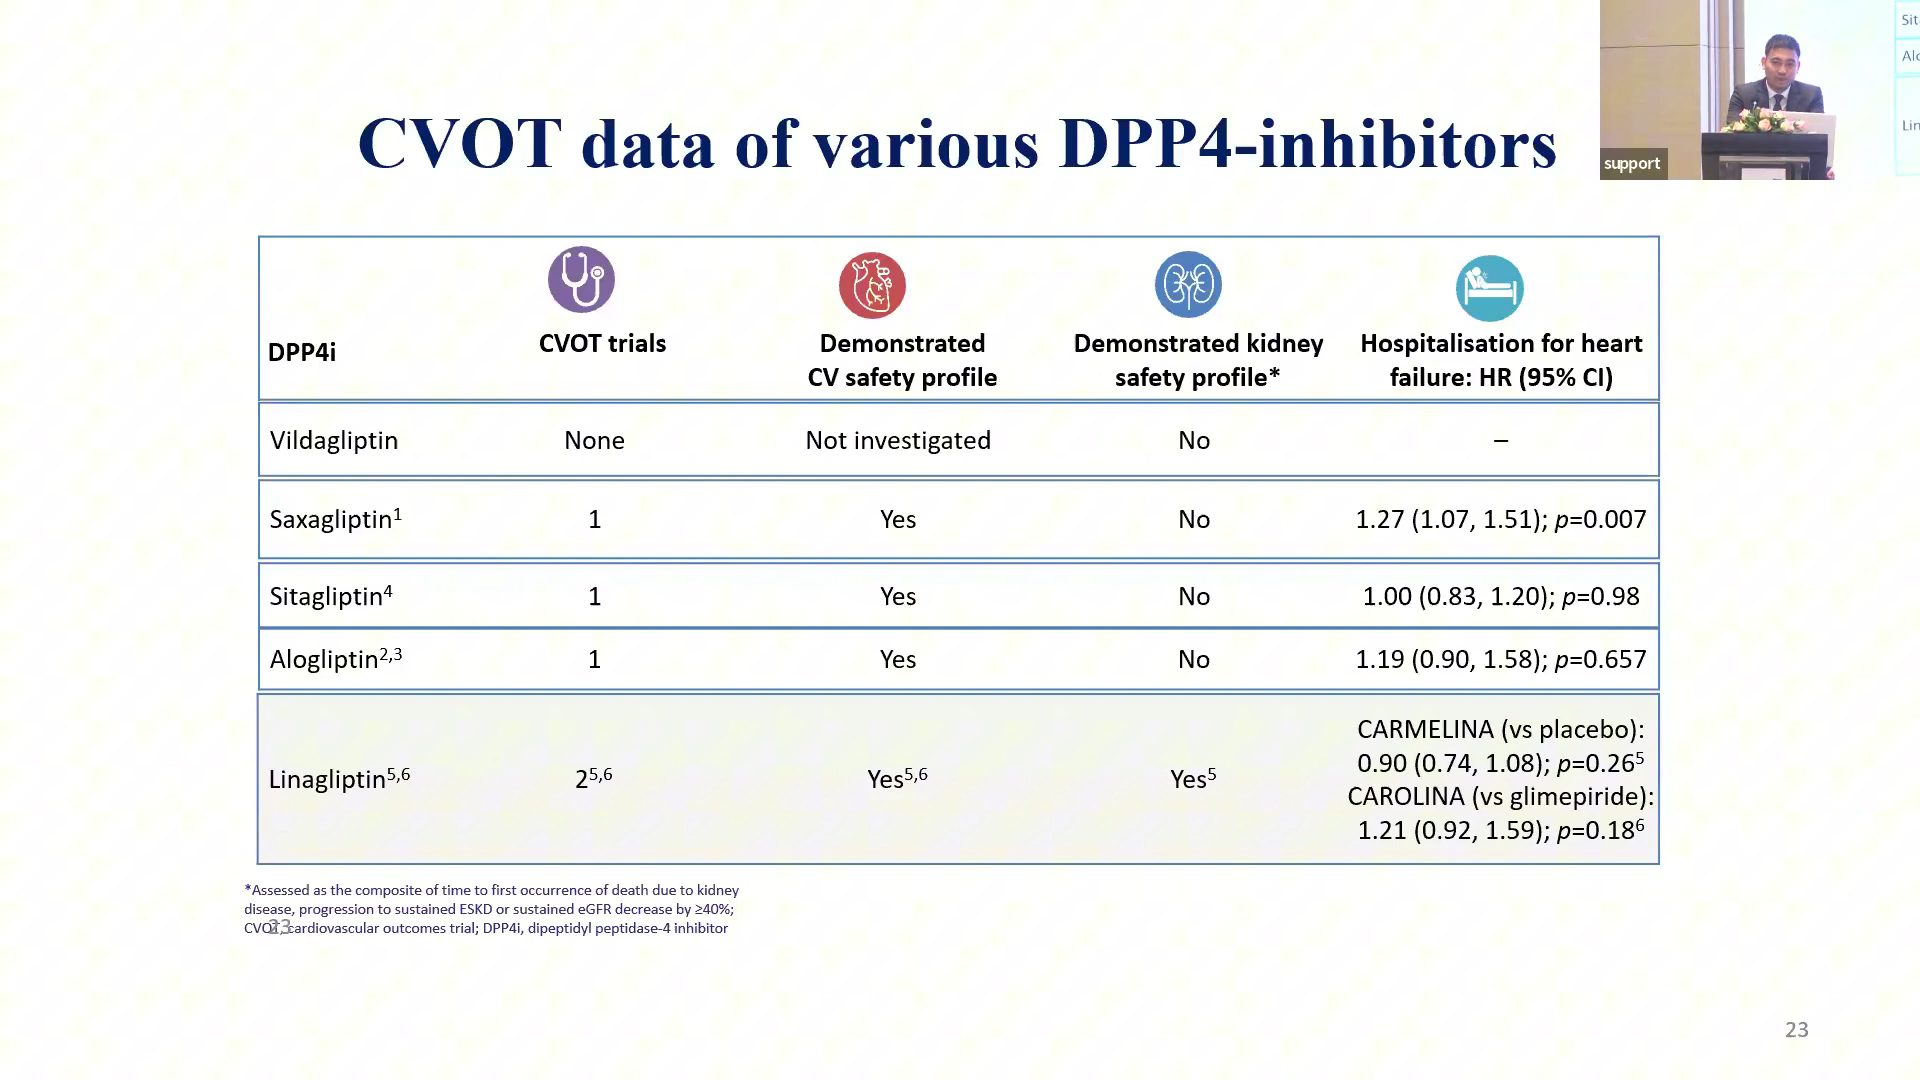 CVOT data of various DPP4-inhibitors
support
Sit
Alo
Lin
DPP4i
CVOT trials
Demonstrated
CV safety profile
Demonstrated kidney
safety profile*
Hospitalisation for heart
failure: HR (95% CI)
Vildagliptin None Not investigated No –
Saxagliptin¹ 1 Yes No 1.27 (1.07, 1.51); p=0.007
Sitagliptin⁴ 1 Yes No 1.00 (0.83, 1.20); p=0.98
Alogliptin²,³ 1 Yes No 1.19 (0.90, 1.58); p=0.657
Linagliptin⁵,⁶ 2⁵,⁶ Yes⁵,⁶ Yes⁵
CARMELINA (vs placebo):
0.90 (0.74, 1.08); p=0.26⁵
CAROLINA (vs glimepiride):
1.21 (0.92, 1.59); p=0.18⁶
*Assessed as the composite of time to first occurrence of death due to kidney
disease, progression to sustained ESKD or sustained eGFR decrease by ≥40%;
CVOT, cardiovascular outcomes trial; DPP4i, dipeptidyl peptidase-4 inhibitor
23
23